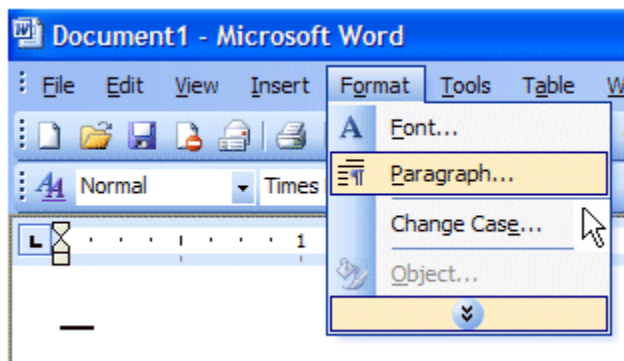 Document1 - Microsoft Word
File Edit View Insert Format Tools Table W
Font...
Paragraph...
Normal Times
Change Case...
1
Object...